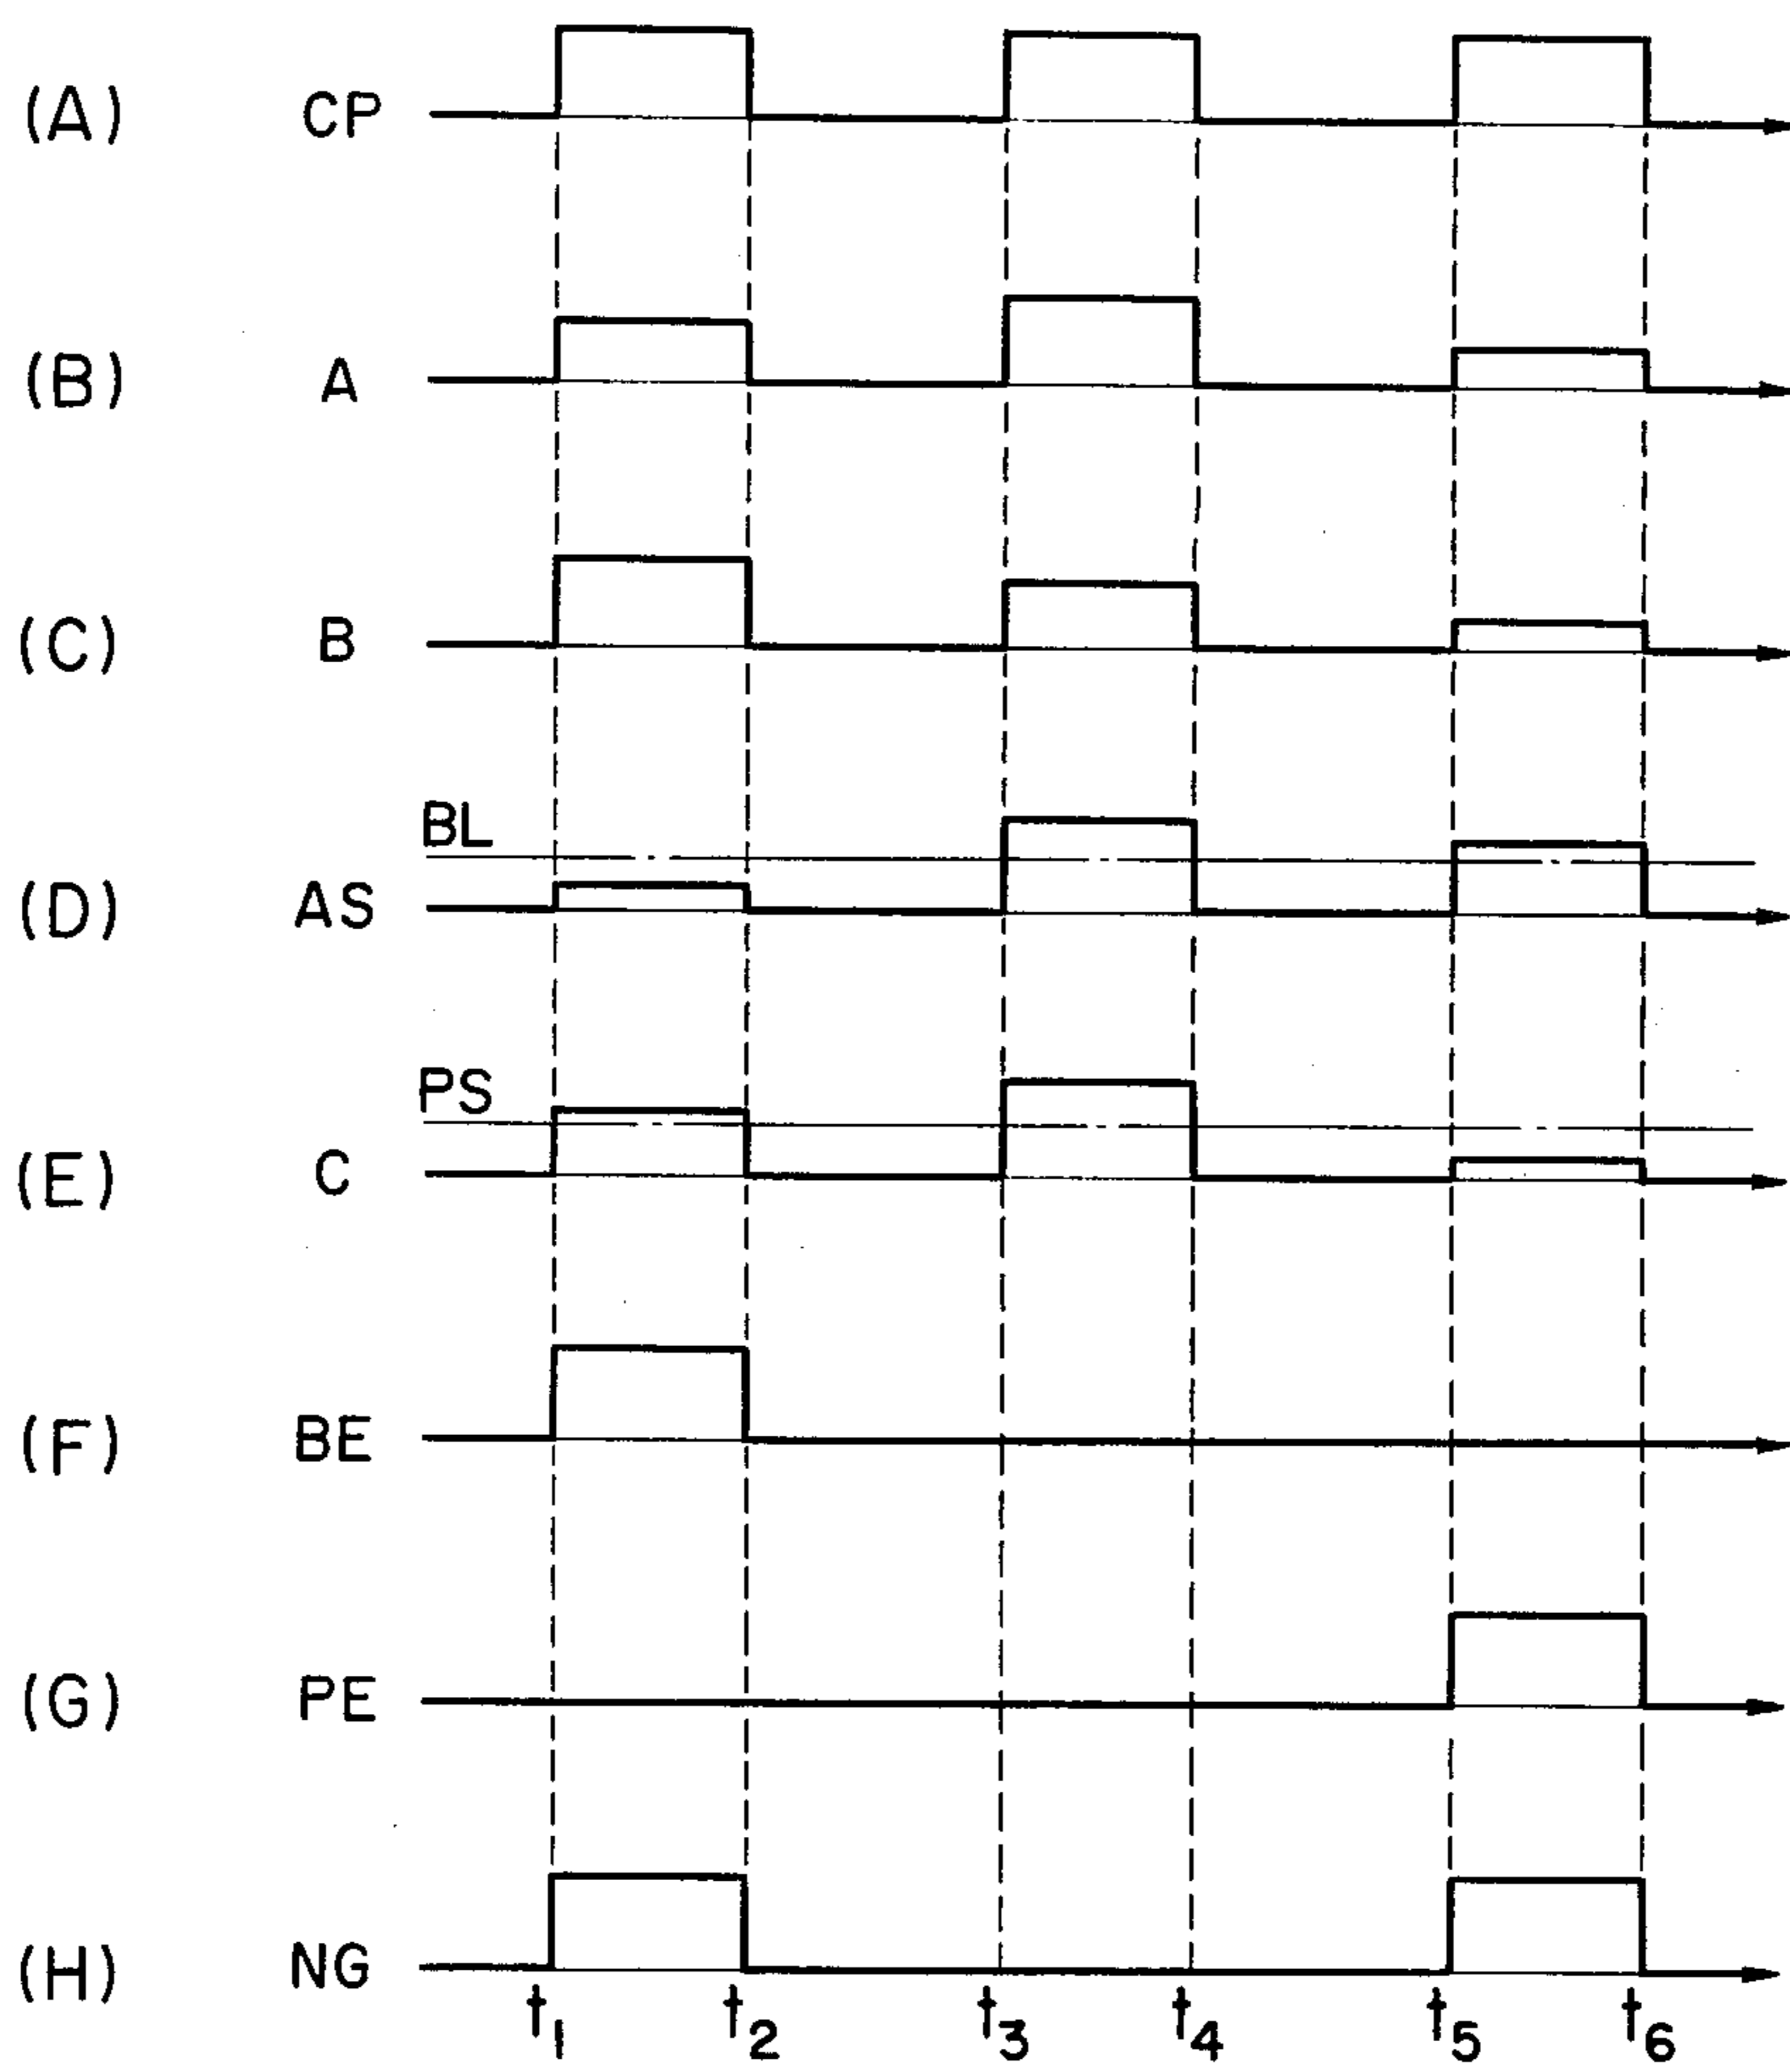 (A) CP
(B) A
(C) B
BL
(D) AS
PS
(E) C
(F) BE
(G) PE
(H) NG
t1 t2 t3 t4 t5 t6